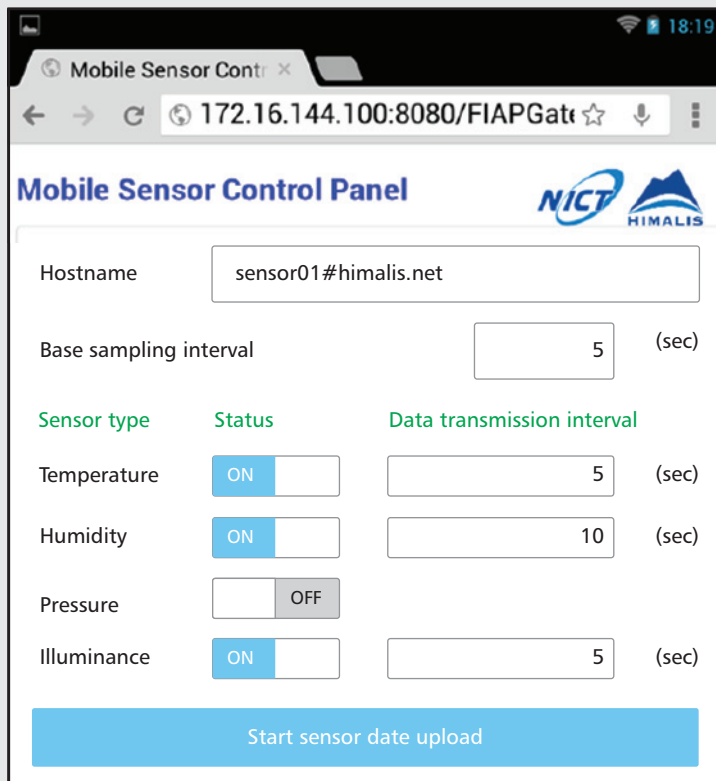 18:19
Mobile Sensor Contr
172.16.144.100:8080/FIAPGate
Mobile Sensor Control Panel
NICT
HIMALIS
Hostname sensor01#himalis.net
Base sampling interval 5 (sec)
Sensor type Status Data transmission interval
Temperature ON 5 (sec)
Humidity ON 10 (sec)
Pressure OFF
Illuminance ON 5 (sec)
Start sensor date upload